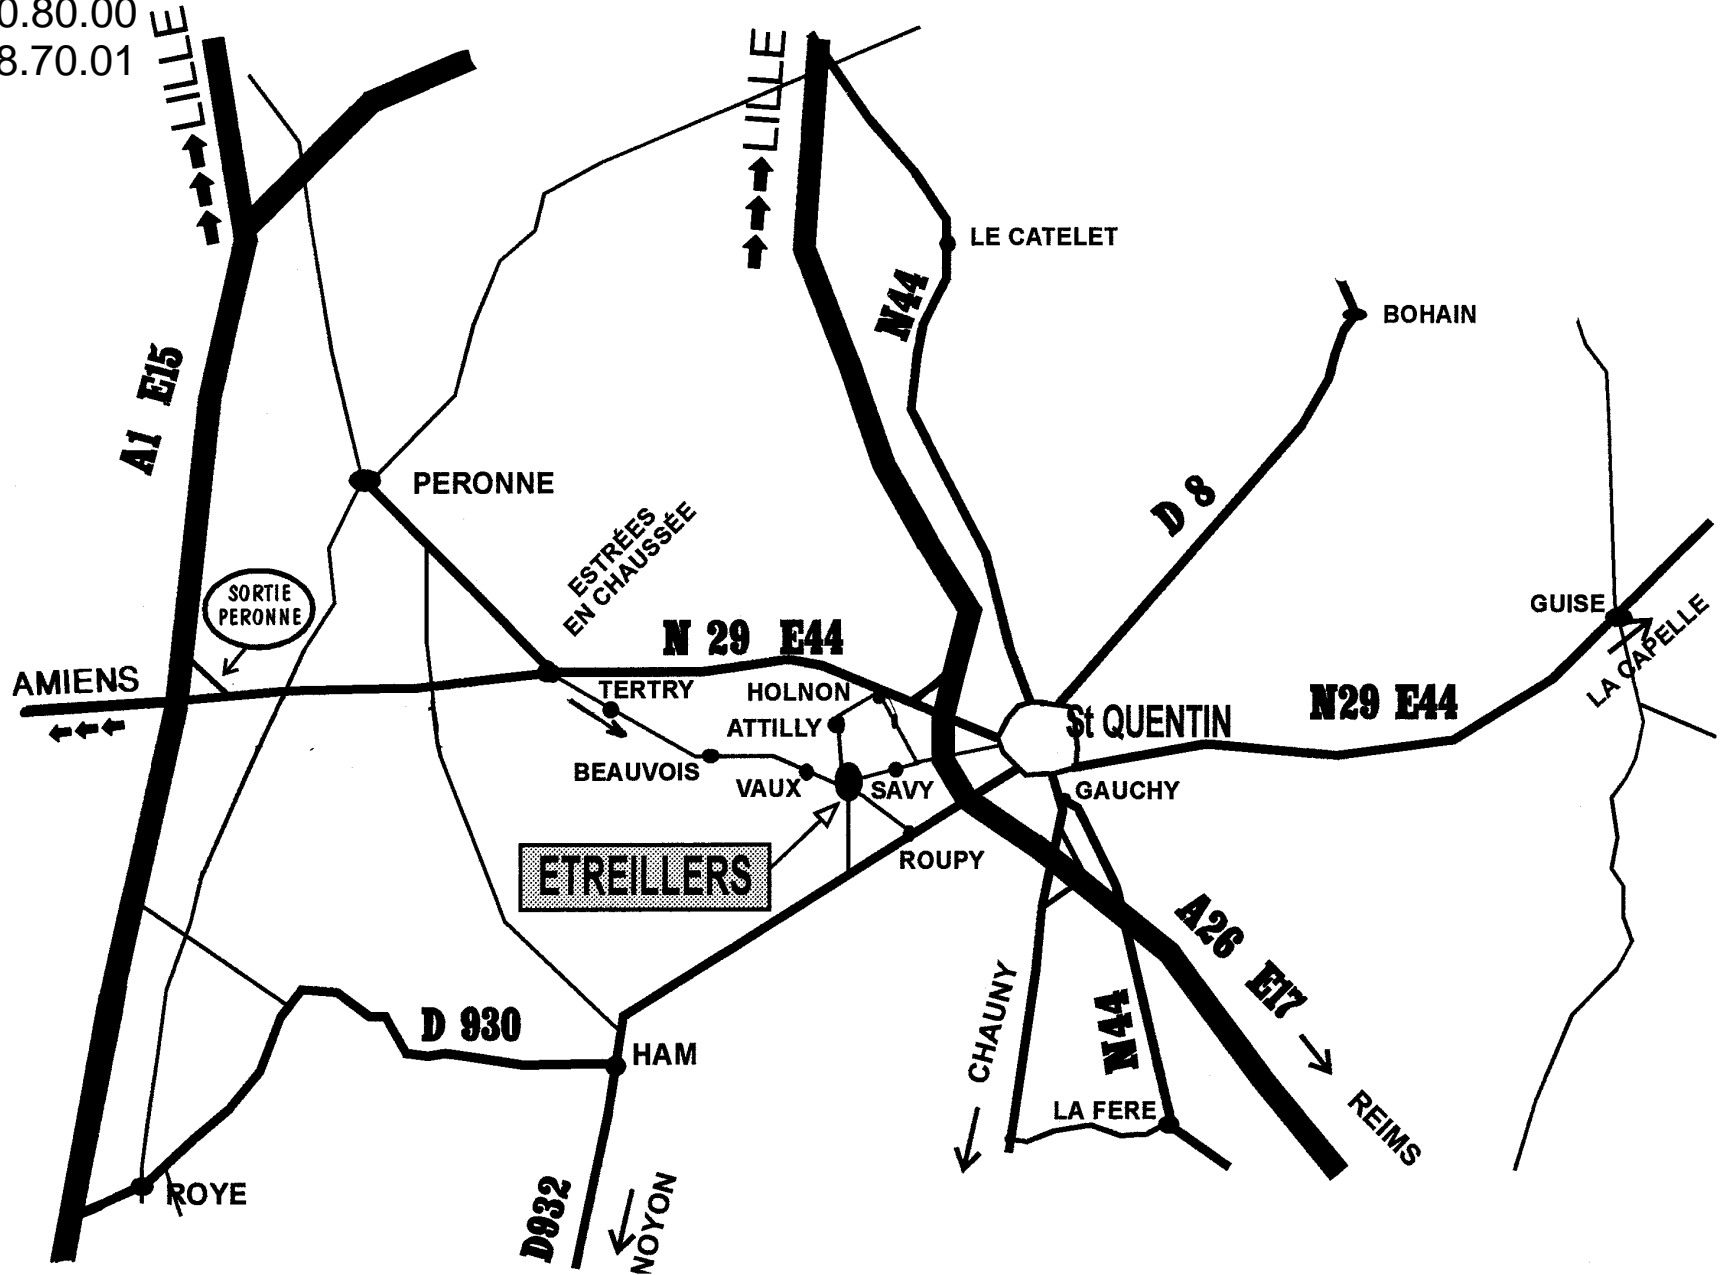 0.80.00
8.70.01
LILLE
LILLE
LE CATELET
N44
BOHAIN
A1 E15
PERONNE
D 8
ESTRÉES
EN CHAUSSÉE
SORTIE
PERONNE
GUISE
LA CAPELLE
N 29 E44
AMIENS
TERTRY
HOLNON
ATTILLY
St QUENTIN
N29 E44
BEAUVOIS
VAUX
SAVY
GAUCHY
ETREILLERS
ROUPY
A26 E17
D 930
HAM
CHAUNY
N44
LA FERE
REIMS
ROYE
D932
NOYON